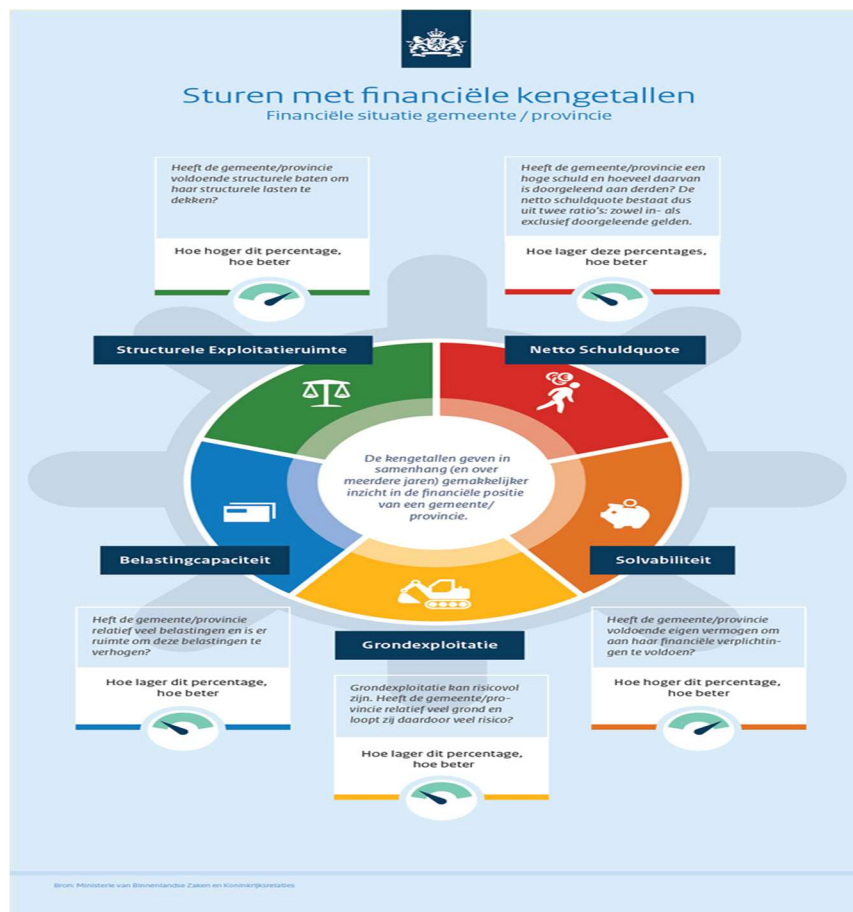 Sturen met financiële kengetallen
Financiële situatie gemeente / provincie
Heeft de gemeente/provincie
voldoende structurele baten om
haar structurele lasten te
dekken?
Hoe hoger dit percentage,
hoe beter
Heeft de gemeente/provincie een
hoge schuld en hoeveel daarvan
is doorgeleend aan derden? De
netto schuldquote bestaat dus
uit twee ratio's: zowel in- als
exclusief doorgeleende gelden.
Hoe lager deze percentages,
hoe beter
Structurele Exploitatieruimte
Netto Schuldquote
De kengetallen geven in
samenhang (en over
meerdere jaren) gemakkelijker
inzicht in de financiële positie
van een gemeente/
provincie.
Belastingcapaciteit
Solvabiliteit
Heft de gemeente/provincie
relatief veel belastingen en is er
ruimte om deze belastingen te
verhogen?
Hoe lager dit percentage,
hoe beter
Grondexploitatie
Grondexploitatie kan risicovol
zijn. Heeft de gemeente/pro-
vincie relatief veel grond en
loopt zij daardoor veel risico?
Hoe lager dit percentage,
hoe beter
Heeft de gemeente/provincie
voldoende eigen vermogen om
aan haar financiële verplichtin-
gen te voldoen?
Hoe hoger dit percentage,
hoe beter
Bron: Ministerie van Binnenlandse Zaken en Koninkrijksrelaties